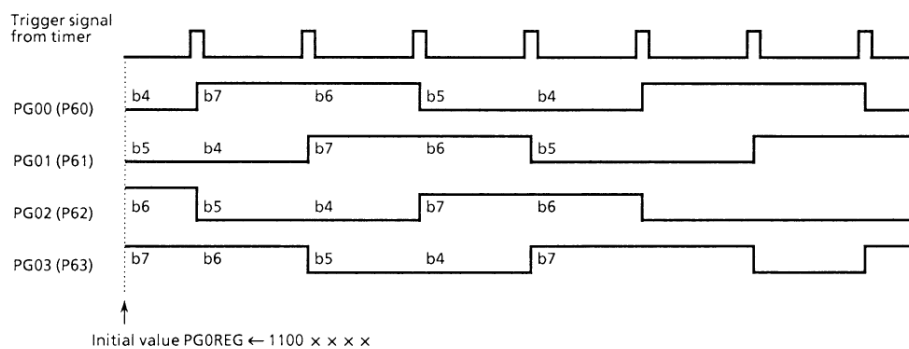 Trigger signal
from timer
PG00 (P60)
b4 b7 b6 b5 b4
PG01 (P61)
b5 b4 b7 b6 b5
PG02 (P62)
b6 b5 b4 b7 b6
PG03 (P63)
b7 b6 b5 b4 b7
Initial value PG0REG ← 1100 × × × ×